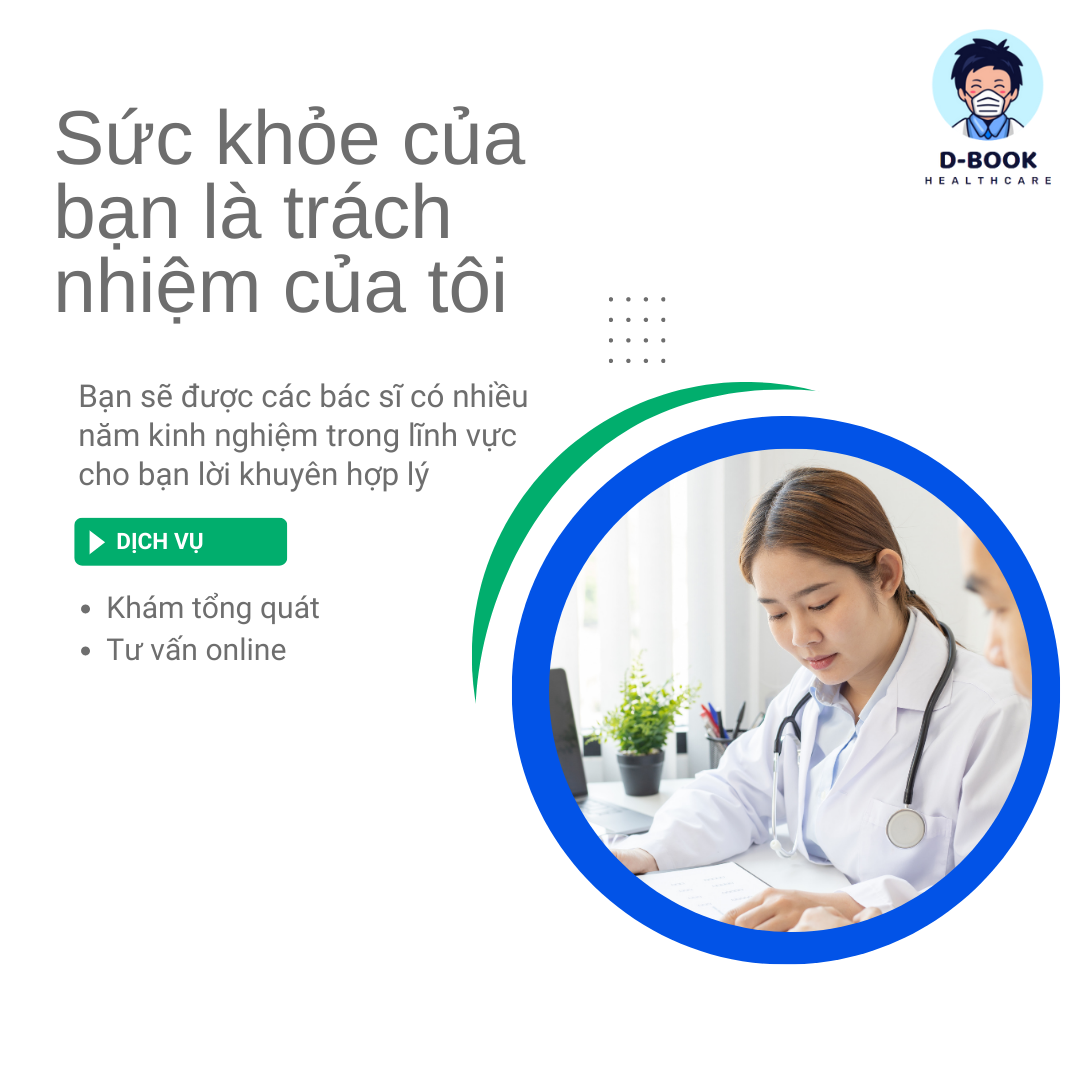 D-BOOK
HEALTHCARE
Sức khỏe của
bạn là trách
nhiệm của tôi
Bạn sẽ được các bác sĩ có nhiều
năm kinh nghiệm trong lĩnh vực
cho bạn lời khuyên hợp lý
DỊCH VỤ
Khám tổng quát
Tư vấn online